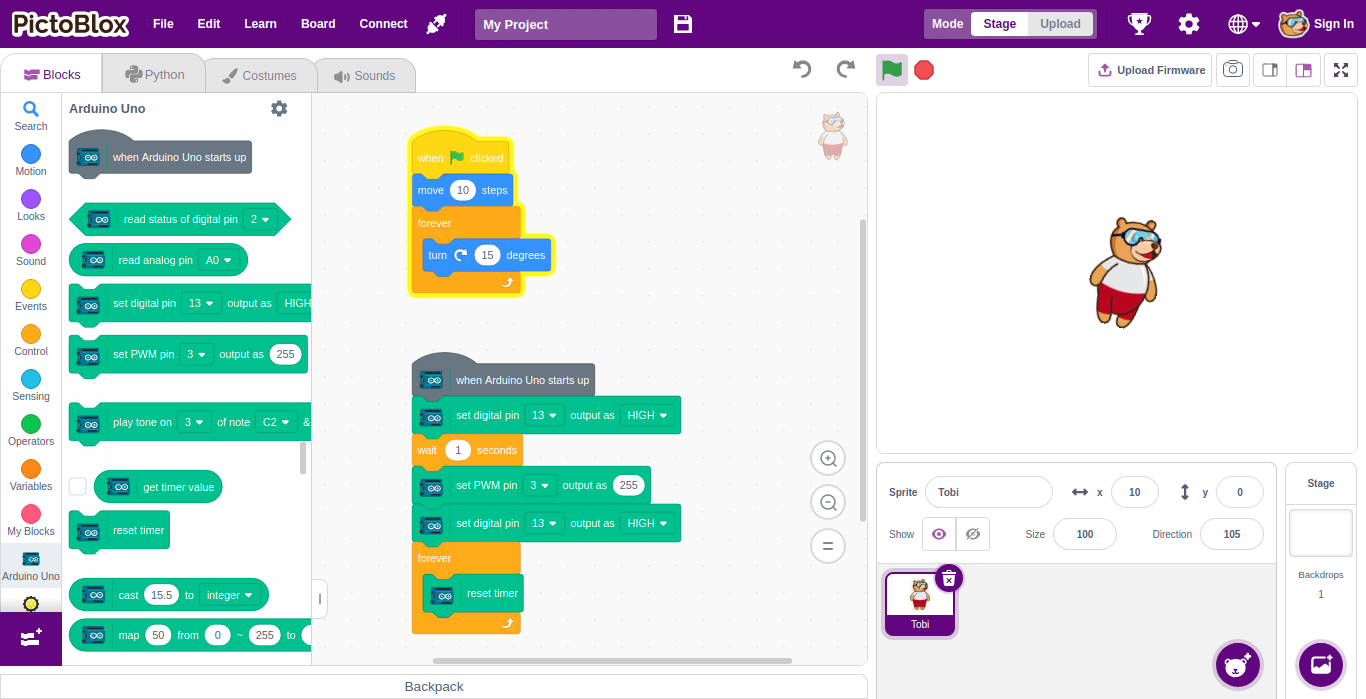 PictoBlox
File
Edit
Learn
Board
Connect
My Project
Mode
Stage
Upload
Sign In
Blocks
Python
Costumes
Sounds
Upload Firmware
Search
Motion
Looks
Sound
Events
Control
Sensing
Operators
Variables
My Blocks
Arduino Uno
Arduino Uno
when Arduino Uno starts up
read status of digital pin 2
read analog pin A0
set digital pin 13 output as HIGH
set PWM pin 3 output as 255
play tone on 3 of note C2 &
get timer value
reset timer
cast 15.5 to integer
map 50 from 0 ~ 255 to
when clicked
move 10 steps
forever
turn 15 degrees
when Arduino Uno starts up
set digital pin 13 output as HIGH
wait 1 seconds
set PWM pin 3 output as 255
set digital pin 13 output as HIGH
forever
reset timer
Backpack
Sprite Tobi x 10 y 0
Show Size 100 Direction 105
Tobi
Stage
Backdrops
1